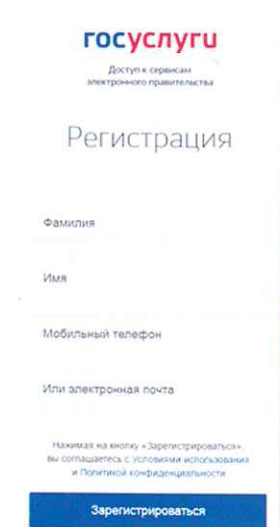 госуслуги
Доступ к сервисам
электронного правительства
Регистрация
Фамилия
Имя
Мобильный телефон
Или электронная почта
Нажимая на кнопку «Зарегистрироваться»,
вы соглашаетесь с Условиями использования
и Политикой конфиденциальности
Зарегистрироваться